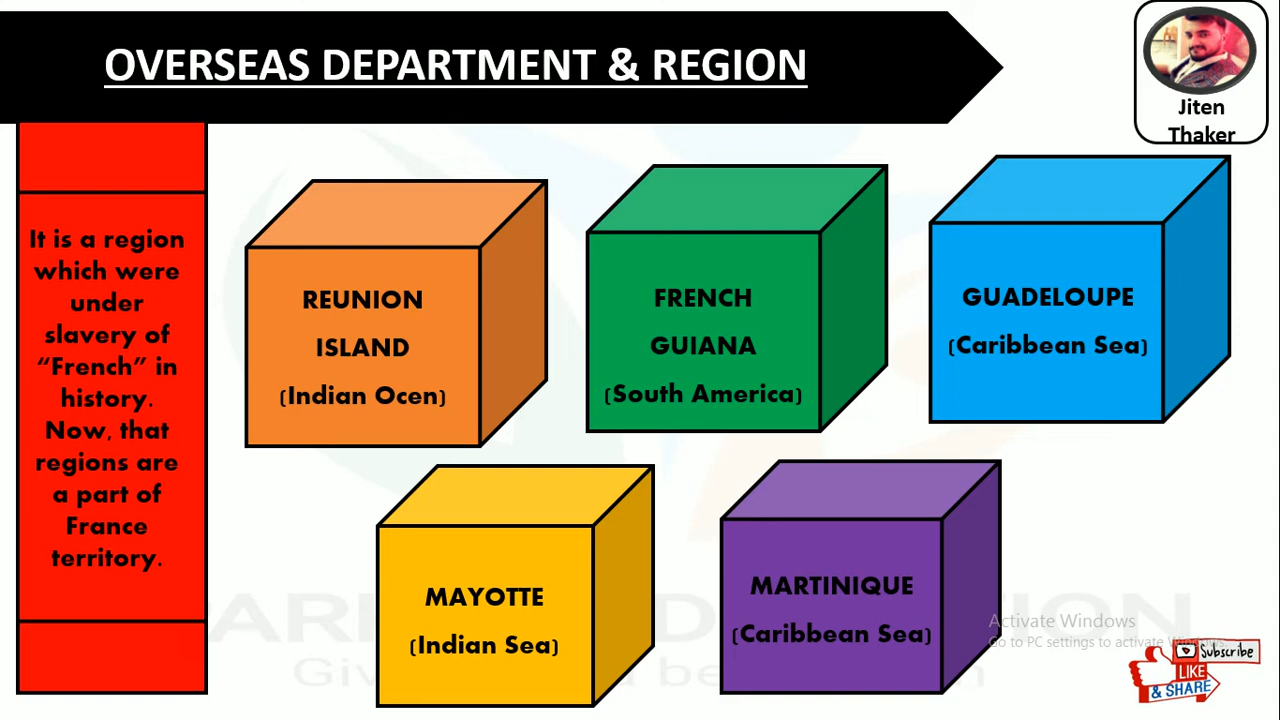 OVERSEAS DEPARTMENT & REGION
Jiten
Thaker
It is a region
which were
under
slavery of
“French” in
history.
Now, that
regions are
a part of
France
territory.
REUNION
ISLAND
(Indian Ocen)
FRENCH
GUIANA
(South America)
GUADELOUPE
(Caribbean Sea)
MAYOTTE
(Indian Sea)
MARTINIQUE
(Caribbean Sea)
Activate Windows
Go to PC settings to activate Windows.
Subscribe
LIKE
& SHARE